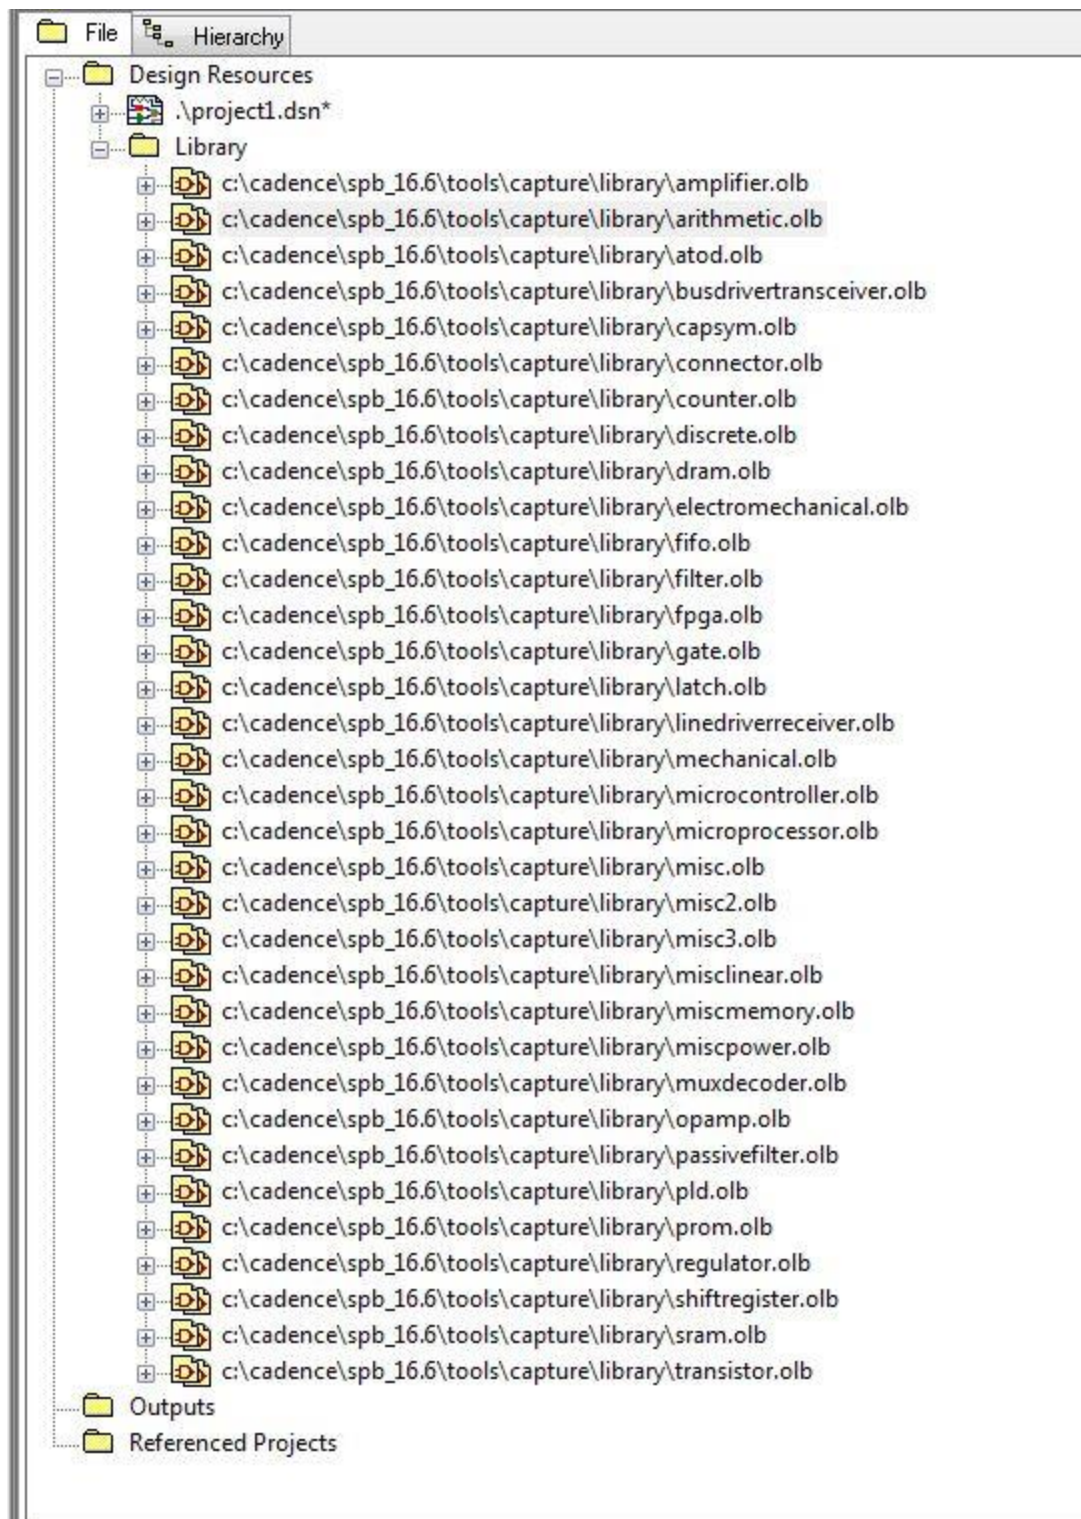 File Hierarchy
Design Resources
.\project1.dsn*
Library
c:\cadence\spb_16.6\tools\capture\library\amplifier.olb
c:\cadence\spb_16.6\tools\capture\library\arithmetic.olb
c:\cadence\spb_16.6\tools\capture\library\atod.olb
c:\cadence\spb_16.6\tools\capture\library\busdrivertransceiver.olb
c:\cadence\spb_16.6\tools\capture\library\capsym.olb
c:\cadence\spb_16.6\tools\capture\library\connector.olb
c:\cadence\spb_16.6\tools\capture\library\counter.olb
c:\cadence\spb_16.6\tools\capture\library\discrete.olb
c:\cadence\spb_16.6\tools\capture\library\dram.olb
c:\cadence\spb_16.6\tools\capture\library\electromechanical.olb
c:\cadence\spb_16.6\tools\capture\library\fifo.olb
c:\cadence\spb_16.6\tools\capture\library\filter.olb
c:\cadence\spb_16.6\tools\capture\library\fpga.olb
c:\cadence\spb_16.6\tools\capture\library\gate.olb
c:\cadence\spb_16.6\tools\capture\library\latch.olb
c:\cadence\spb_16.6\tools\capture\library\linedriverreceiver.olb
c:\cadence\spb_16.6\tools\capture\library\mechanical.olb
c:\cadence\spb_16.6\tools\capture\library\microcontroller.olb
c:\cadence\spb_16.6\tools\capture\library\microprocessor.olb
c:\cadence\spb_16.6\tools\capture\library\misc.olb
c:\cadence\spb_16.6\tools\capture\library\misc2.olb
c:\cadence\spb_16.6\tools\capture\library\misc3.olb
c:\cadence\spb_16.6\tools\capture\library\misclinear.olb
c:\cadence\spb_16.6\tools\capture\library\miscmemory.olb
c:\cadence\spb_16.6\tools\capture\library\miscpower.olb
c:\cadence\spb_16.6\tools\capture\library\muxdecoder.olb
c:\cadence\spb_16.6\tools\capture\library\opamp.olb
c:\cadence\spb_16.6\tools\capture\library\passivefilter.olb
c:\cadence\spb_16.6\tools\capture\library\pld.olb
c:\cadence\spb_16.6\tools\capture\library\prom.olb
c:\cadence\spb_16.6\tools\capture\library\regulator.olb
c:\cadence\spb_16.6\tools\capture\library\shiftregister.olb
c:\cadence\spb_16.6\tools\capture\library\sram.olb
c:\cadence\spb_16.6\tools\capture\library\transistor.olb
Outputs
Referenced Projects